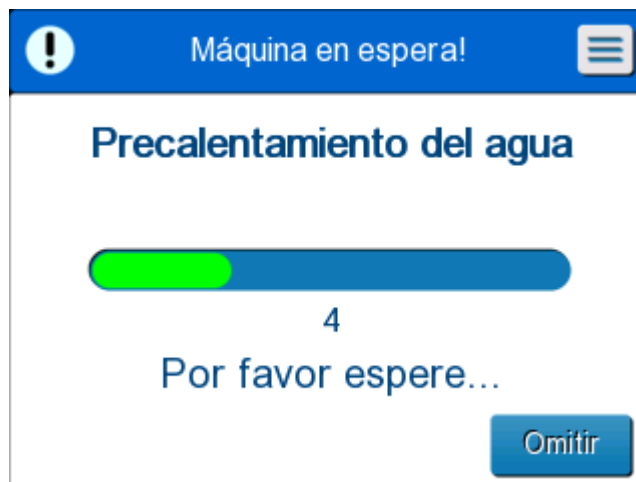 Máquina en espera!
Precalentamiento del agua
4
Por favor espere...
Omitir